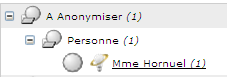 A Anonymiser (1)
Personne (1)
Mme Hornuel (1)